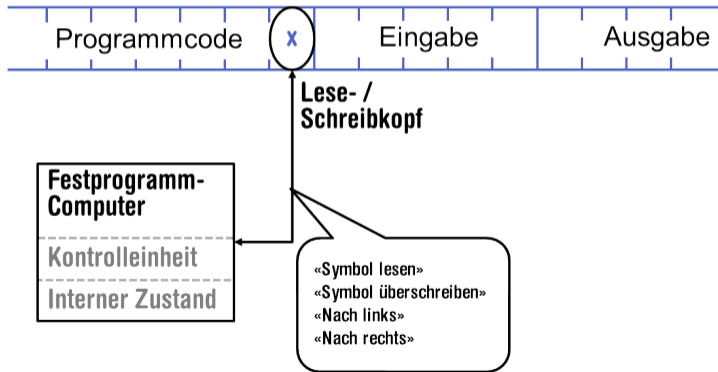 Programmcode x Eingabe Ausgabe
Lese- /
Schreibkopf
Festprogramm-
Computer
Kontrolleinheit
Interner Zustand
«Symbol lesen»
«Symbol überschreiben»
«Nach links»
«Nach rechts»